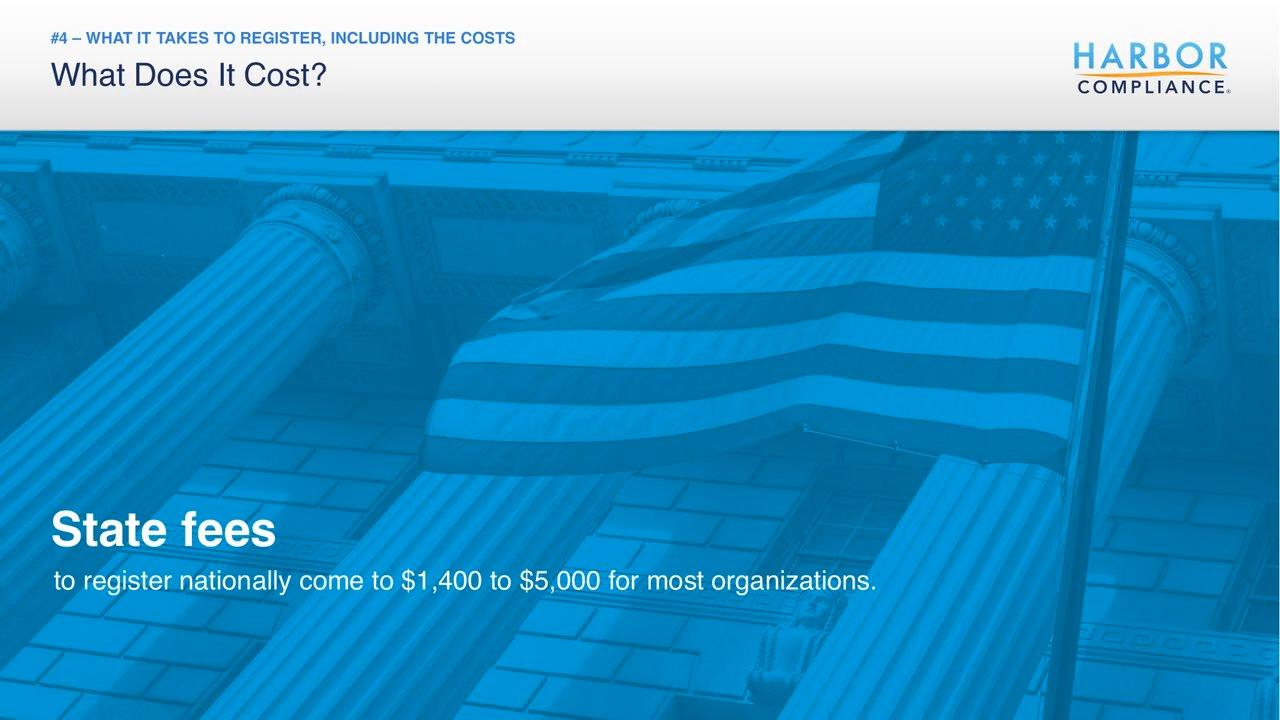 #4 – WHAT IT TAKES TO REGISTER, INCLUDING THE COSTS
What Does It Cost?
HARBOR
COMPLIANCE®
State fees
to register nationally come to $1,400 to $5,000 for most organizations.